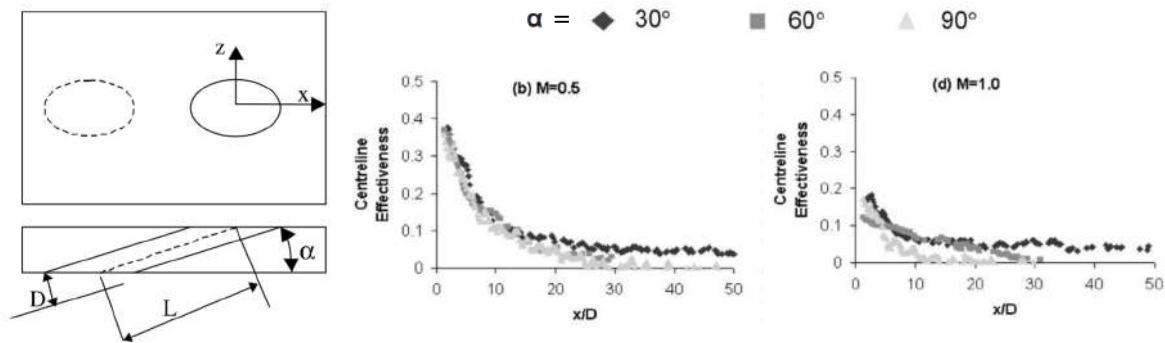 z
x
α
D
L
α = 30° 60° 90°
(b) M=0.5
Centreline
Effectiveness
0.5
0.4
0.3
0.2
0.1
0
0 10 20 30 40 50
x/D
(d) M=1.0
Centreline
Effectiveness
0.5
0.4
0.3
0.2
0.1
0
0 10 20 30 40 50
x/D